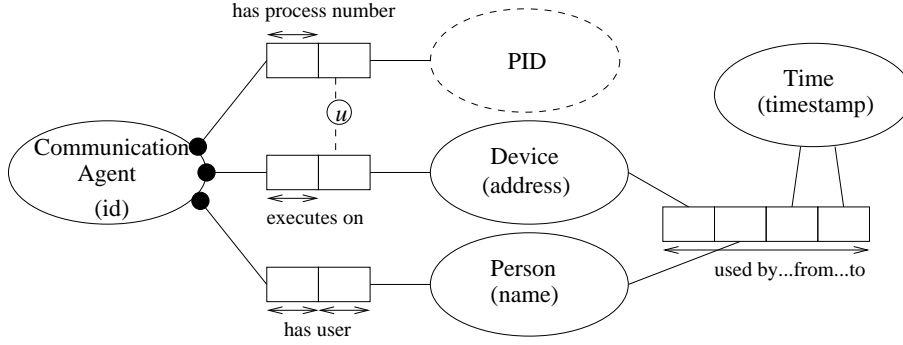 has process number
PID
Time
(timestamp)
u
Communication
Agent
(id)
Device
(address)
executes on
Person
(name)
used by...from...to
has user